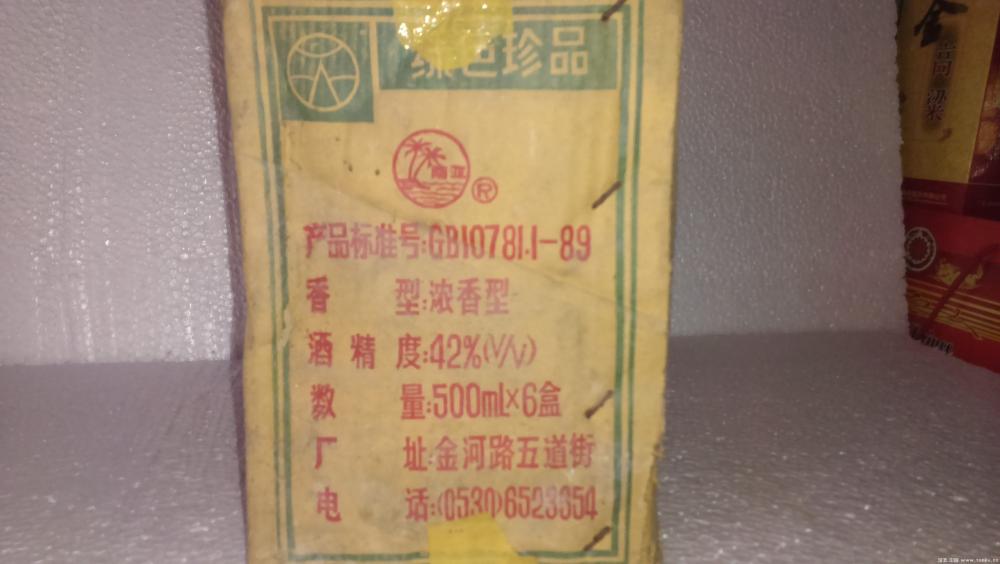 绿色珍品
南亚
®
产品标准号:GB10781.1-89
香 型:浓香型
酒精度:42%(V/V)
数 量:500ml×6盒
厂 址:金河路五道街
电 话:(0530)6523354